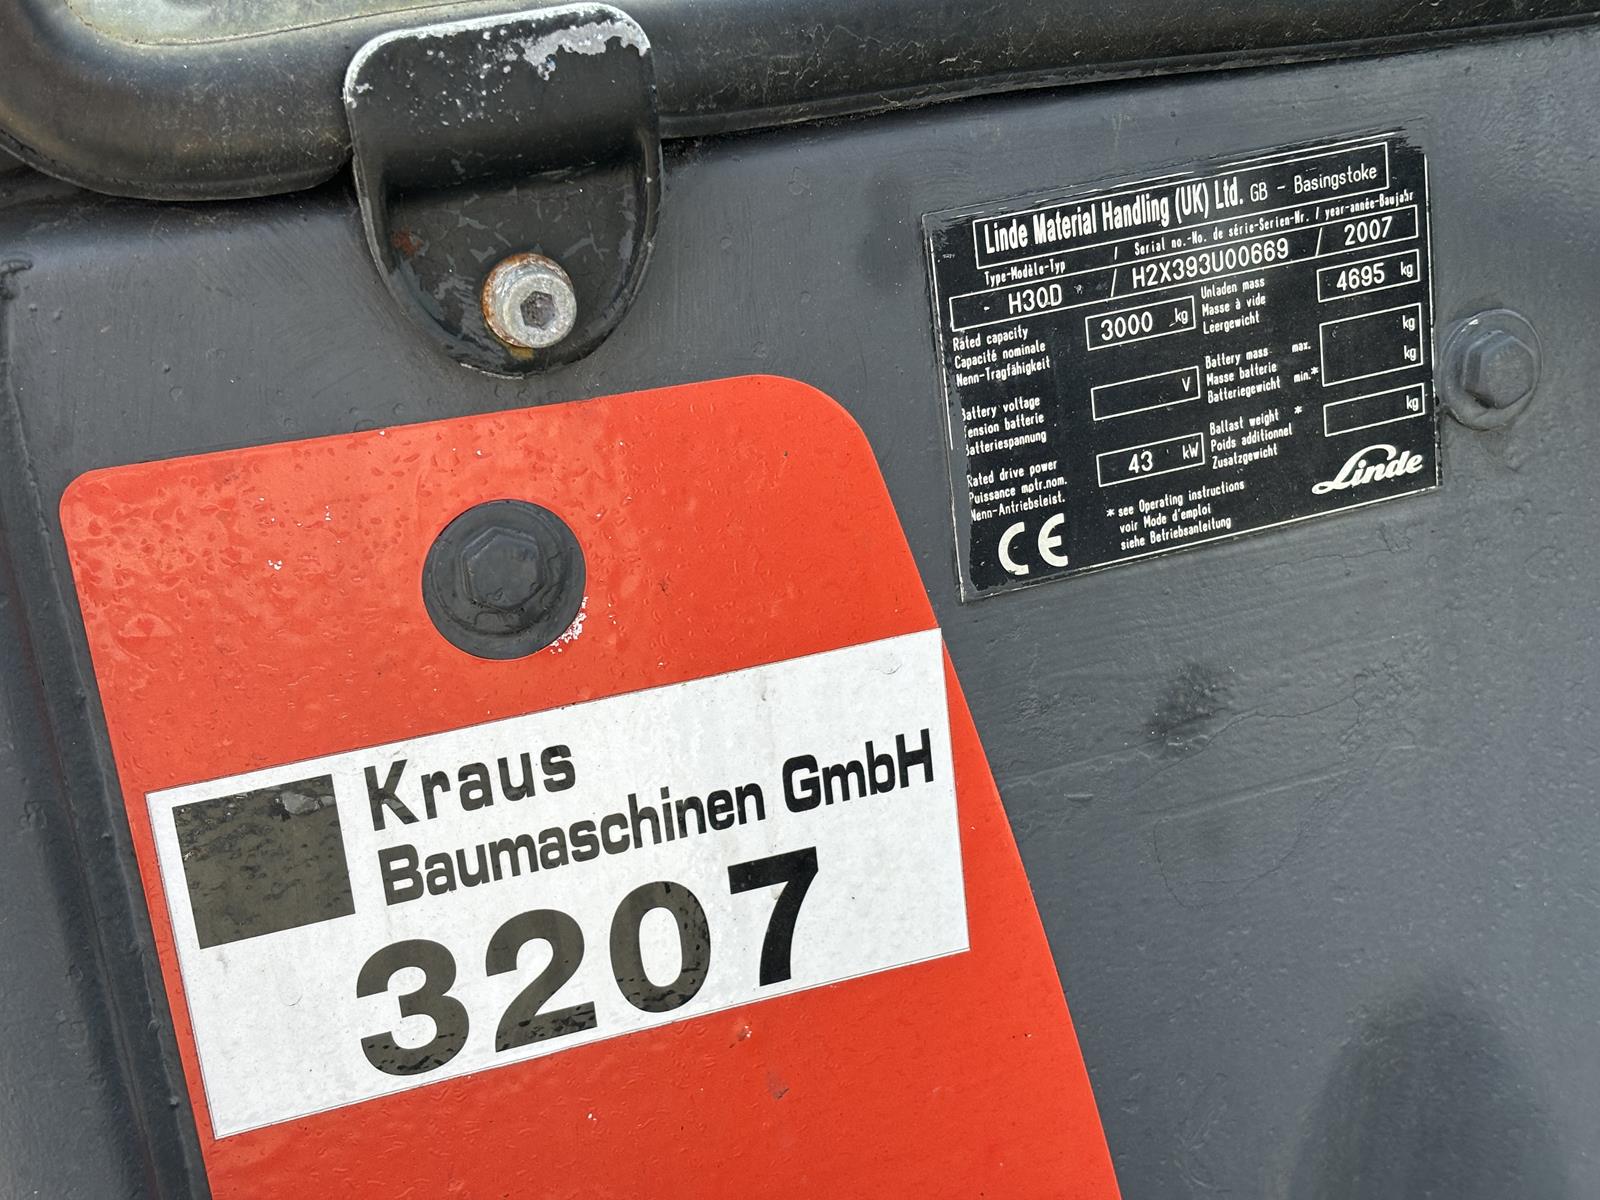 Linde Material Handling (UK) Ltd. GB - Basingstoke
Type-Modèle-Typ / Serial no.-No. de série-Serien-Nr. / year-année-Baujahr
H30D / H2X393U00669 / 2007
Rated capacity
Capacité nominale
Nenn-Tragfähigkeit
3000 kg
Unladen mass
Masse à vide
Leergewicht
4695 kg
Battery voltage
Tension batterie
Batteriespannung
V
Battery mass max.
Masse batterie
Batteriegewicht min.*
kg
kg
Rated drive power
Puissance motr.nom.
Nenn-Antriebsleist.
43 kW
Ballast weight *
Poids additionnel
Zusatzgewicht
kg
CE
* see Operating instructions
voir Mode d'emploi
siehe Betriebsanleitung
Linde
Kraus
Baumaschinen GmbH
3207